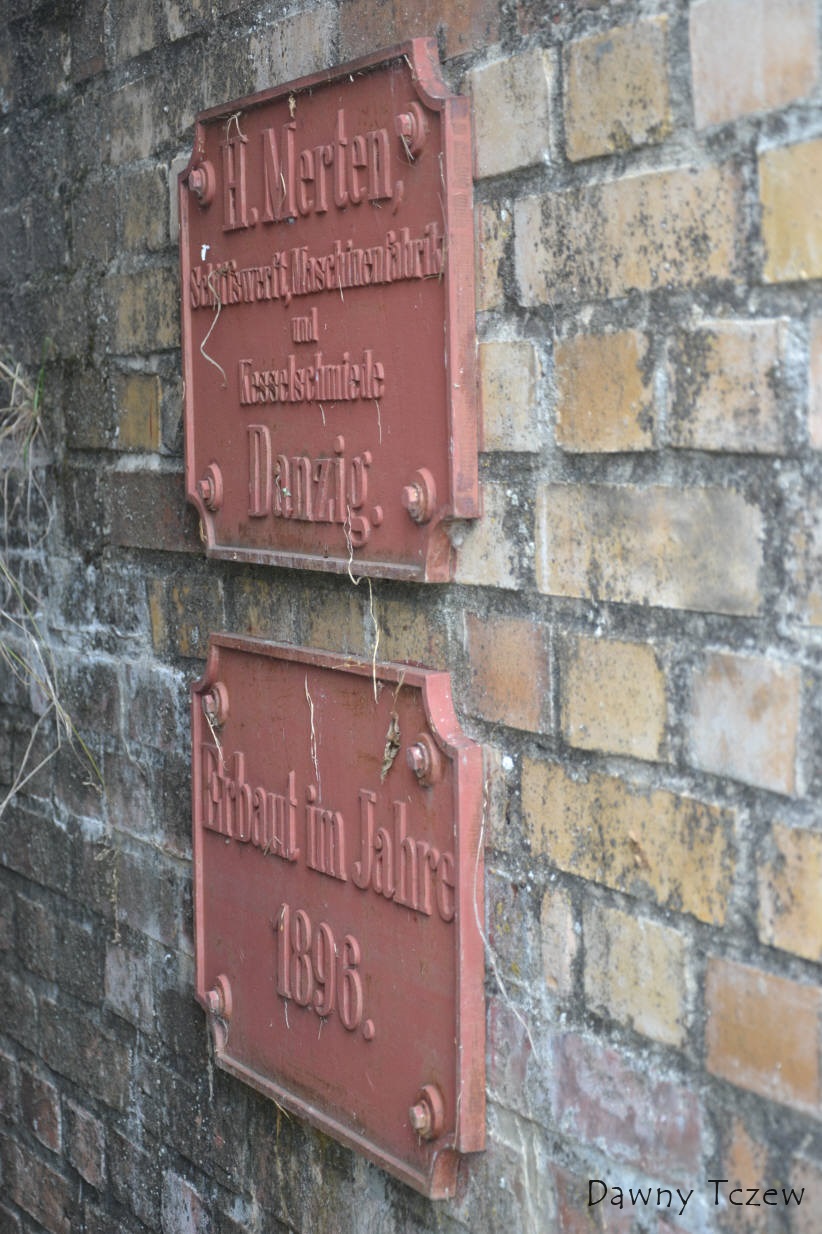 H. Merten,
Schiffswerft, Maschinenfabrik
und
Kesselschmiede
Danzig.
Erbaut im Jahre
1896.
Dawny Tczew